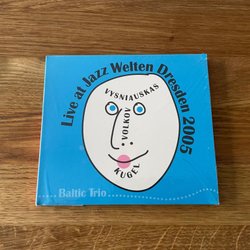 Live at Jazz Welten Dresden 2005
VYSNIAUSKAS
VOLKOV
KUGEL
.....Baltic Trio.....